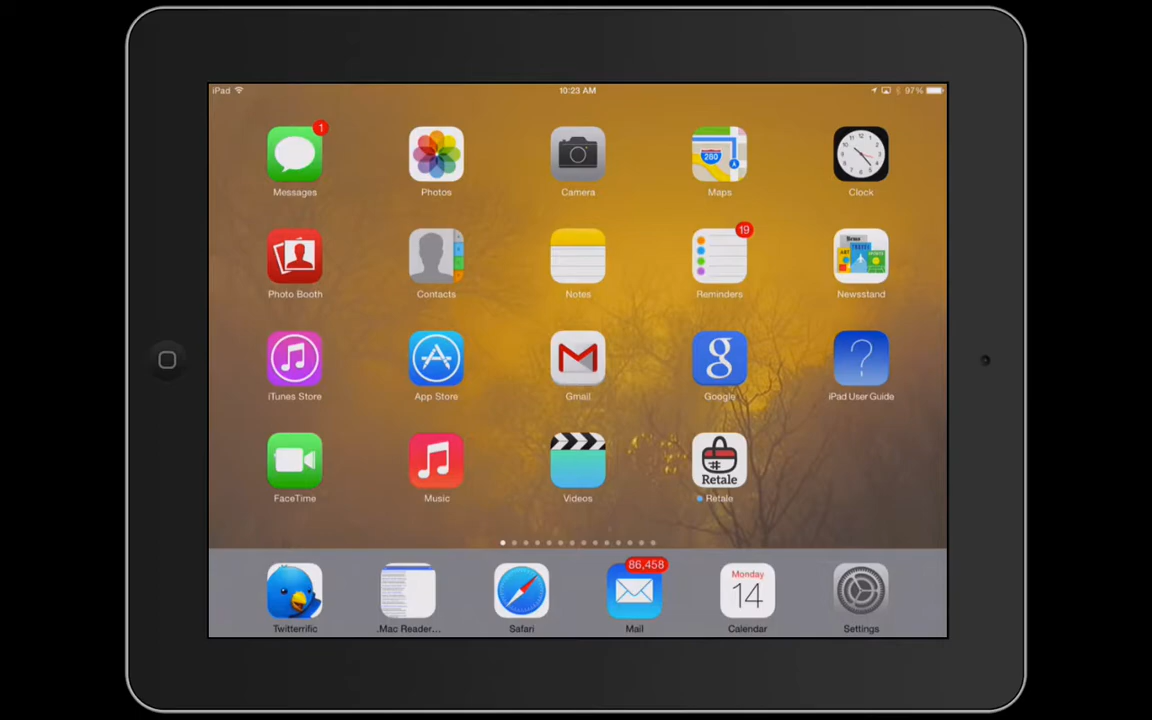 iPad 10:23 AM 97%
1
Messages Photos Camera Maps Clock
280
19
Photo Booth Contacts Notes Reminders Newsstand
iTunes Store App Store Gmail Google iPad User Guide
Retale
FaceTime Music Videos Retale
86,458
Monday
14
Twitterrific .Mac Reader... Safari Mail Calendar Settings